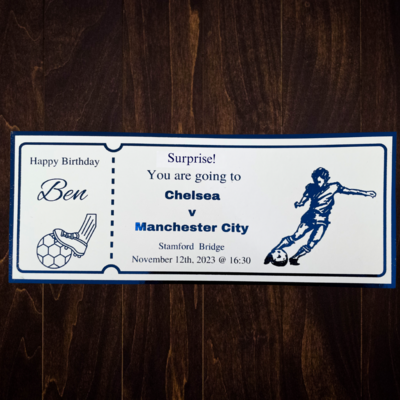 Happy Birthday
Ben
Surprise!
You are going to
Chelsea
v
Manchester City
Stamford Bridge
November 12th, 2023 @ 16:30